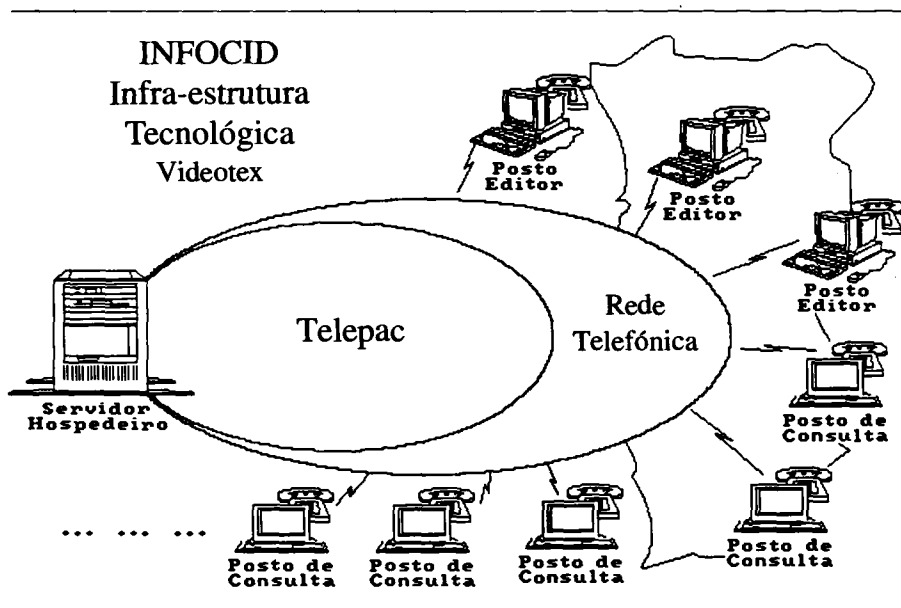 INFOCID
Infra-estrutura
Tecnológica
Videotex
Posto
Editor
Posto
Editor
Posto
Editor
Telepac
Rede
Telefónica
Servidor
Hospedeiro
Posto de
Consulta
Posto de
Consulta
... ... ...
Posto de
Consulta
Posto de
Consulta
Posto de
Consulta